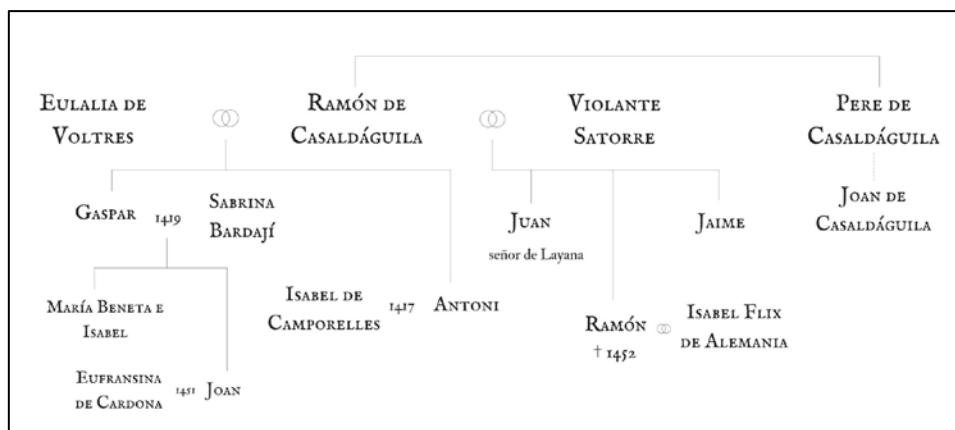 Eulalia de
Voltres
Ramón de
Casaldáguila
Violante
Satorre
Pere de
Casaldáguila
Gaspar
1419
Sabrina
Bardají
Juan
señor de Layana
Jaime
Joan de
Casaldáguila
María Beneta e
Isabel
Isabel de
Camporelles
1417
Antoni
Ramón
† 1452
Isabel Flix
de Alemania
Eufransina
de Cardona
1451
Joan